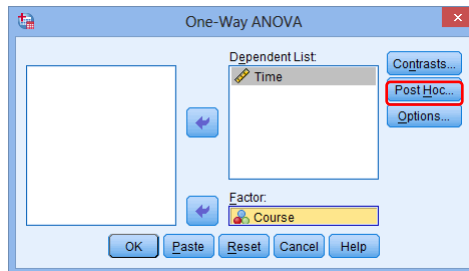 One-Way ANOVA
x
Dependent List:
Time
Contrasts...
Post Hoc...
Options...
Factor:
Course
OK Paste Reset Cancel Help